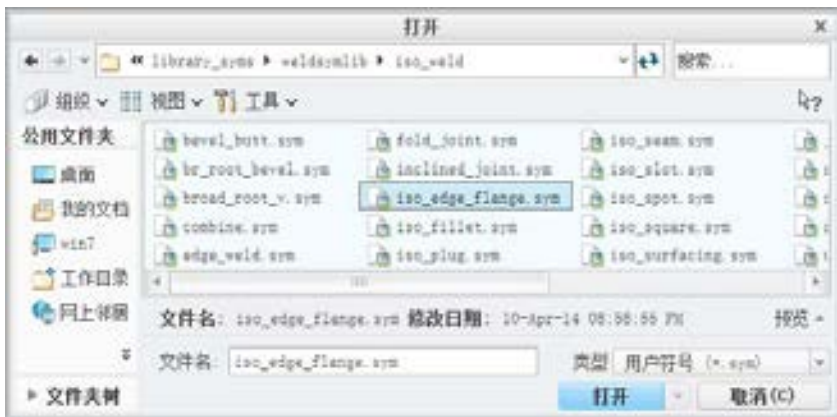 打开
library_syms ▸ weldsymlib ▸ iso_weld
搜索...
组织 视图 工具
公用文件夹
桌面
我的文档
win7
工作目录
网上邻居
文件夹树
bevel_butt.sym fold_joint.sym iso_seam.sym
br_root_bevel.sym inclined_joint.sym iso_slot.sym
broad_root_v.sym iso_edge_flange.sym iso_spot.sym
combine.sym iso_fillet.sym iso_square.sym
edge_weld.sym iso_plug.sym iso_surfacing.sym
文件名: iso_edge_flange.sym 修改日期: 10-Apr-14 08:58:55 PM 预览
文件名: iso_edge_flange.sym 类型 用户符号 (*.sym)
打开 取消(C)